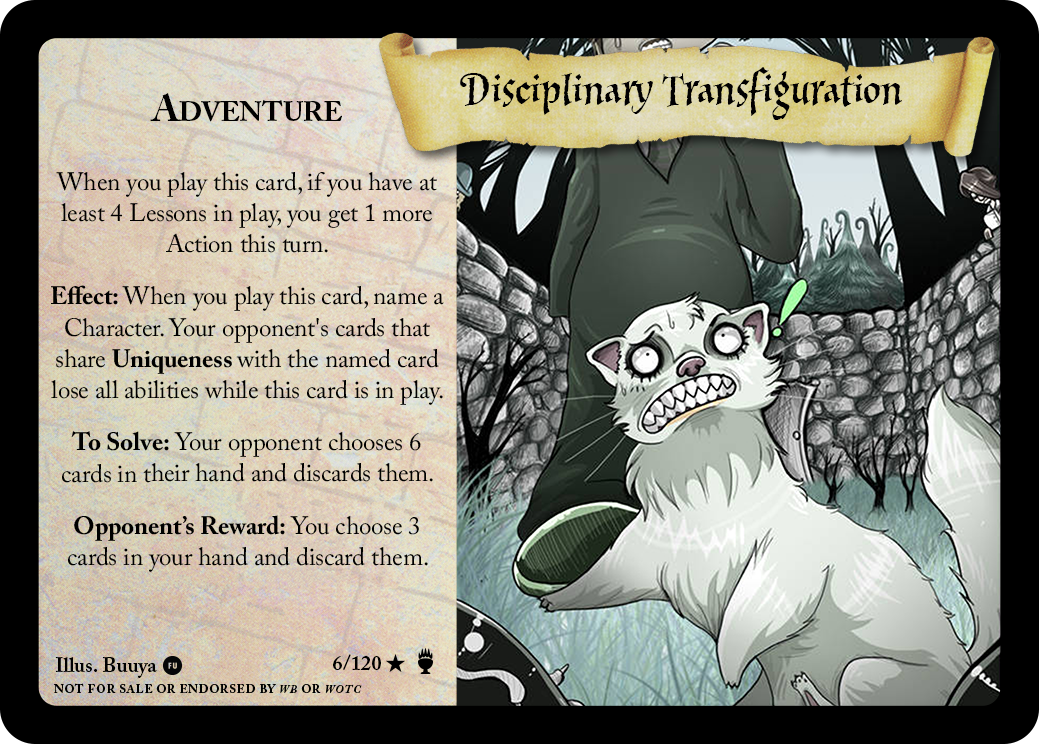 Disciplinary Transfiguration
ADVENTURE
When you play this card, if you have at
least 4 Lessons in play, you get 1 more
Action this turn.
Effect: When you play this card, name a
Character. Your opponent's cards that
share Uniqueness with the named card
lose all abilities while this card is in play.
To Solve: Your opponent chooses 6
cards in their hand and discards them.
Opponent’s Reward: You choose 3
cards in your hand and discard them.
Illus. Buuya FU 6/120 ★
NOT FOR SALE OR ENDORSED BY WB OR WOTC